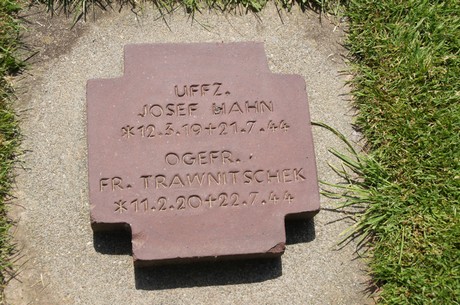 UFFZ.
JOSEF HAHN
*12.3.19+21.7.44
OGEFR.
FR. TRAWNITSCHEK
*11.2.20+22.7.44